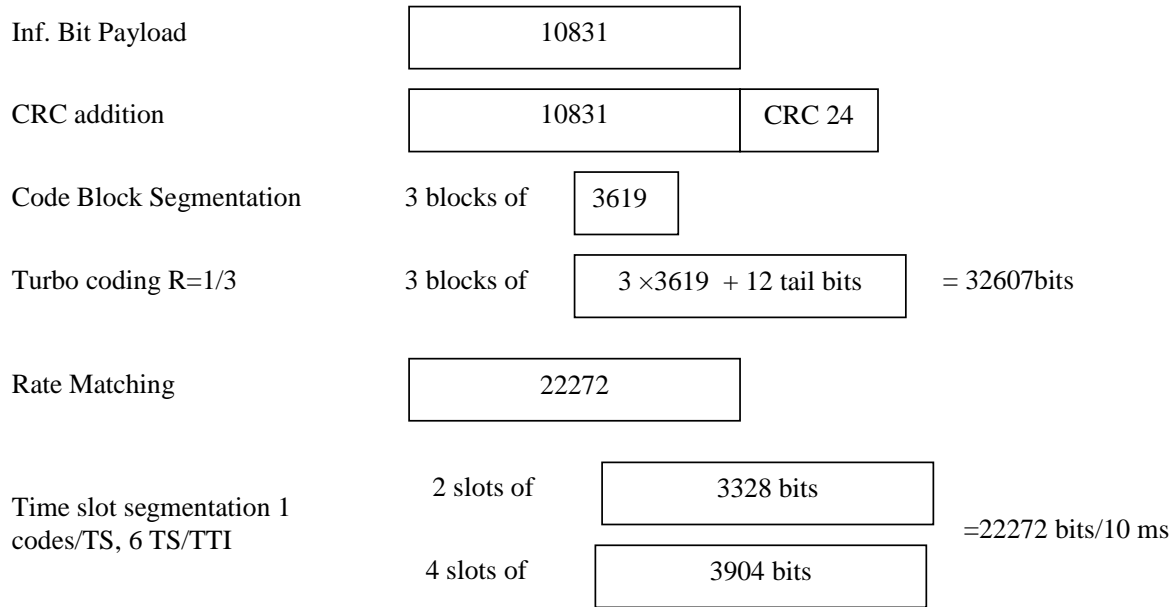 Inf. Bit Payload
10831
CRC addition
10831
CRC 24
Code Block Segmentation
3 blocks of
3619
Turbo coding R=1/3
3 blocks of
3 ×3619 + 12 tail bits
= 32607bits
Rate Matching
22272
2 slots of
3328 bits
Time slot segmentation 1
codes/TS, 6 TS/TTI
=22272 bits/10 ms
4 slots of
3904 bits